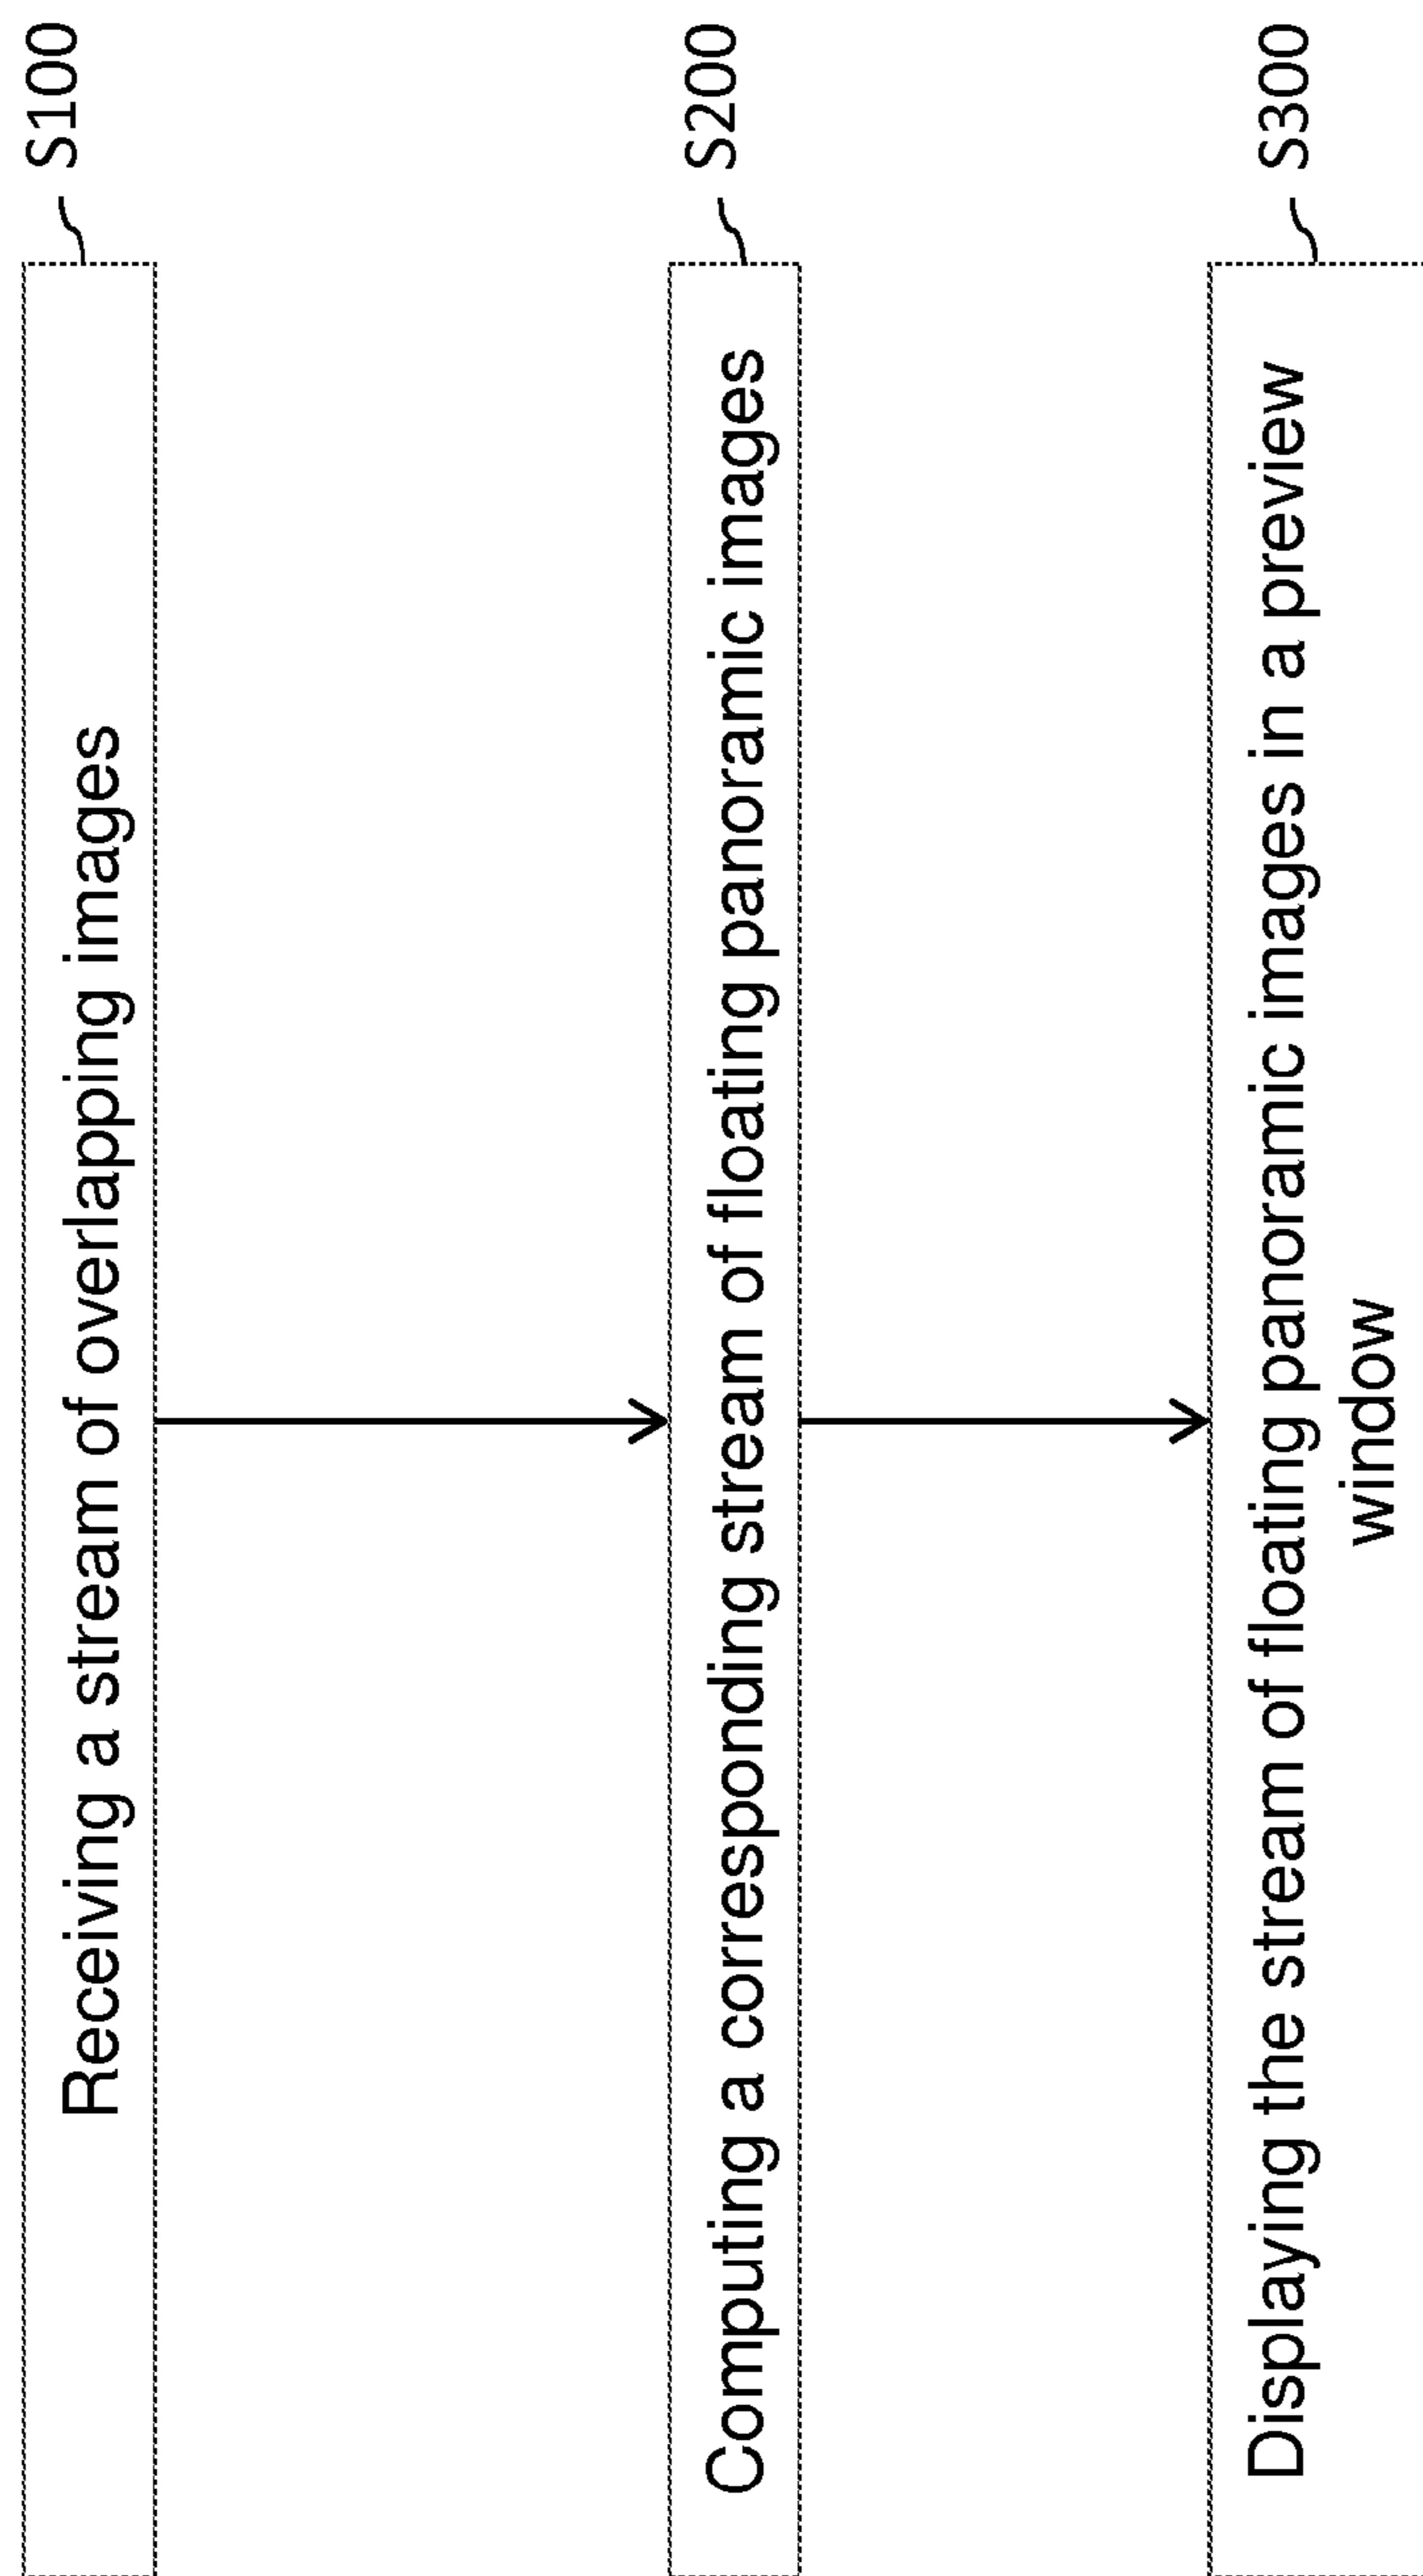 Receiving a stream of overlapping images
S100
Computing a corresponding stream of floating panoramic images
S200
Displaying the stream of floating panoramic images in a preview
window
S300